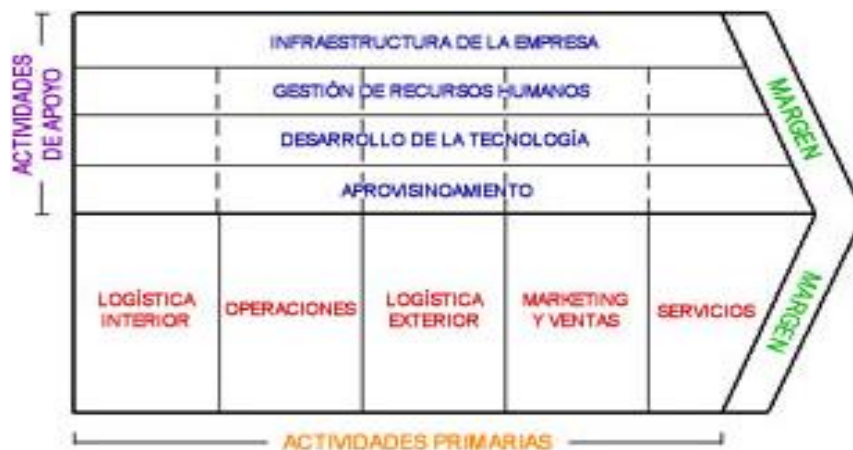 ACTIVIDADES
DE APOYO
INFRAESTRUCTURA DE LA EMPRESA
GESTIÓN DE RECURSOS HUMANOS
DESARROLLO DE LA TECNOLOGÍA
APROVISINGAMIENTO
MARGEN
LOGÍSTICA
INTERIOR
OPERACIONES
LOGÍSTICA
EXTERIOR
MARKETING
Y VENTAS
SERVICIOS
MARGEN
ACTIVIDADES PRIMARIAS